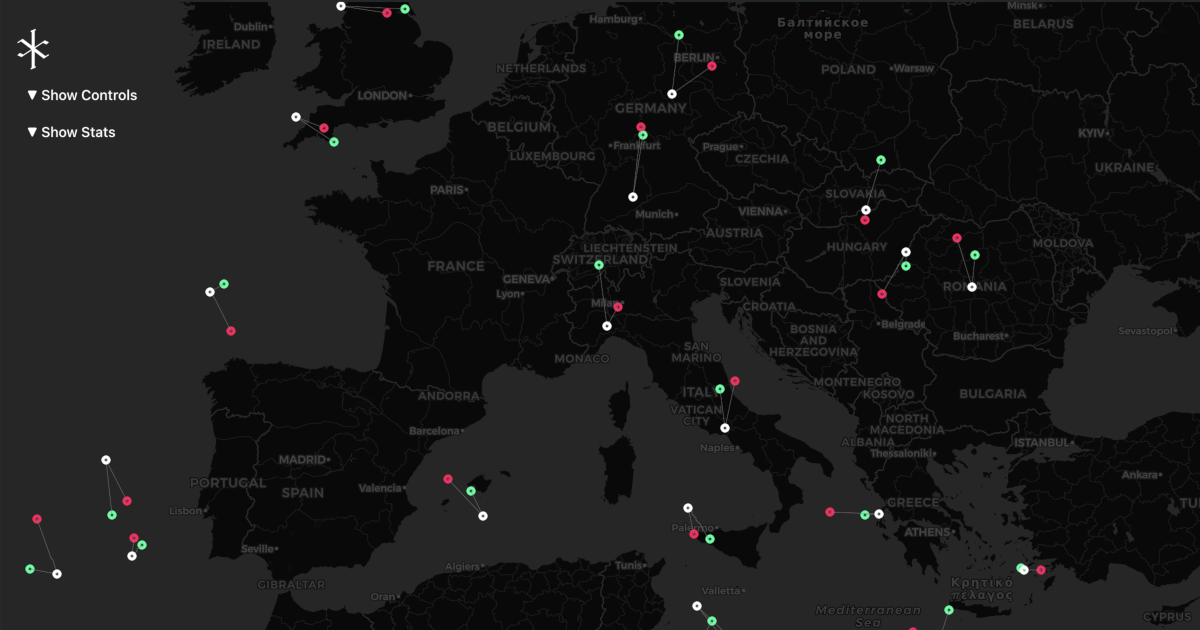 ▼ Show Controls
▼ Show Stats
Dublin
IRELAND
LONDON
Hamburg
NETHERLANDS
BERLIN
Балтийское
море
Minsk
BELARUS
POLAND
Warsaw
GERMANY
BELGIUM
Frankfurt
LUXEMBOURG
Prague
CZECHIA
KYIV
UKRAINE
PARIS
SLOVAKIA
Munich
VIENNA
AUSTRIA
LIECHTENSTEIN
SWITZERLAND
HUNGARY
MOLDOVA
FRANCE
GENEVA
Lyon
SLOVENIA
ROMANIA
Milan
CROATIA
Belgrade
Bucharest
Sevastopol
BOSNIA
AND
HERZEGOVINA
SAN
MARINO
MONACO
ANDORRA
ITALY
VATICAN
CITY
MONTENEGRO
KOSOVO
BULGARIA
NORTH
MACEDONIA
ALBANIA
Thessaloniki
ISTANBUL
Barcelona
Naples
MADRID
PORTUGAL
SPAIN
Valencia
Lisbon
Ankara
GREECE
ATHENS
Palermo
Seville
Algiers
Tunis
GIBRALTAR
Oran
Valletta
Κρητικό
πέλαγος
Mediterranean
Sea
CYPRUS